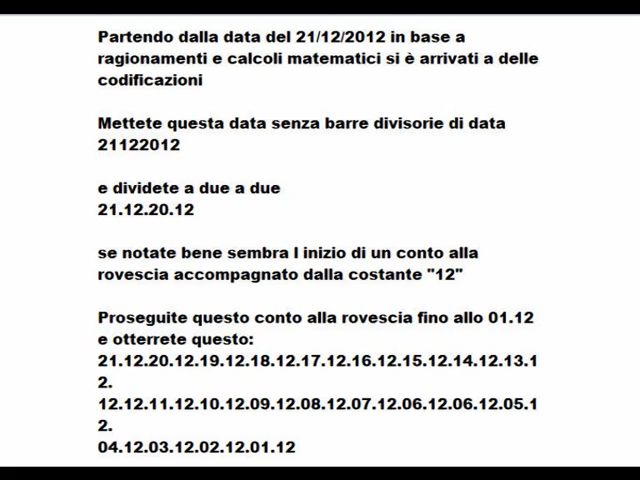 Partendo dalla data del 21/12/2012 in base a
ragionamenti e calcoli matematici si è arrivati a delle
codificazioni
Mettete questa data senza barre divisorie di data
21122012
e dividete a due a due
21.12.20.12
se notate bene sembra l inizio di un conto alla
rovescia accompagnato dalla costante "12"
Proseguite questo conto alla rovescia fino allo 01.12
e otterrete questo:
21.12.20.12.19.12.18.12.17.12.16.12.15.12.14.12.13.1
2.
12.12.11.12.10.12.09.12.08.12.07.12.06.12.06.12.05.1
2.
04.12.03.12.02.12.01.12